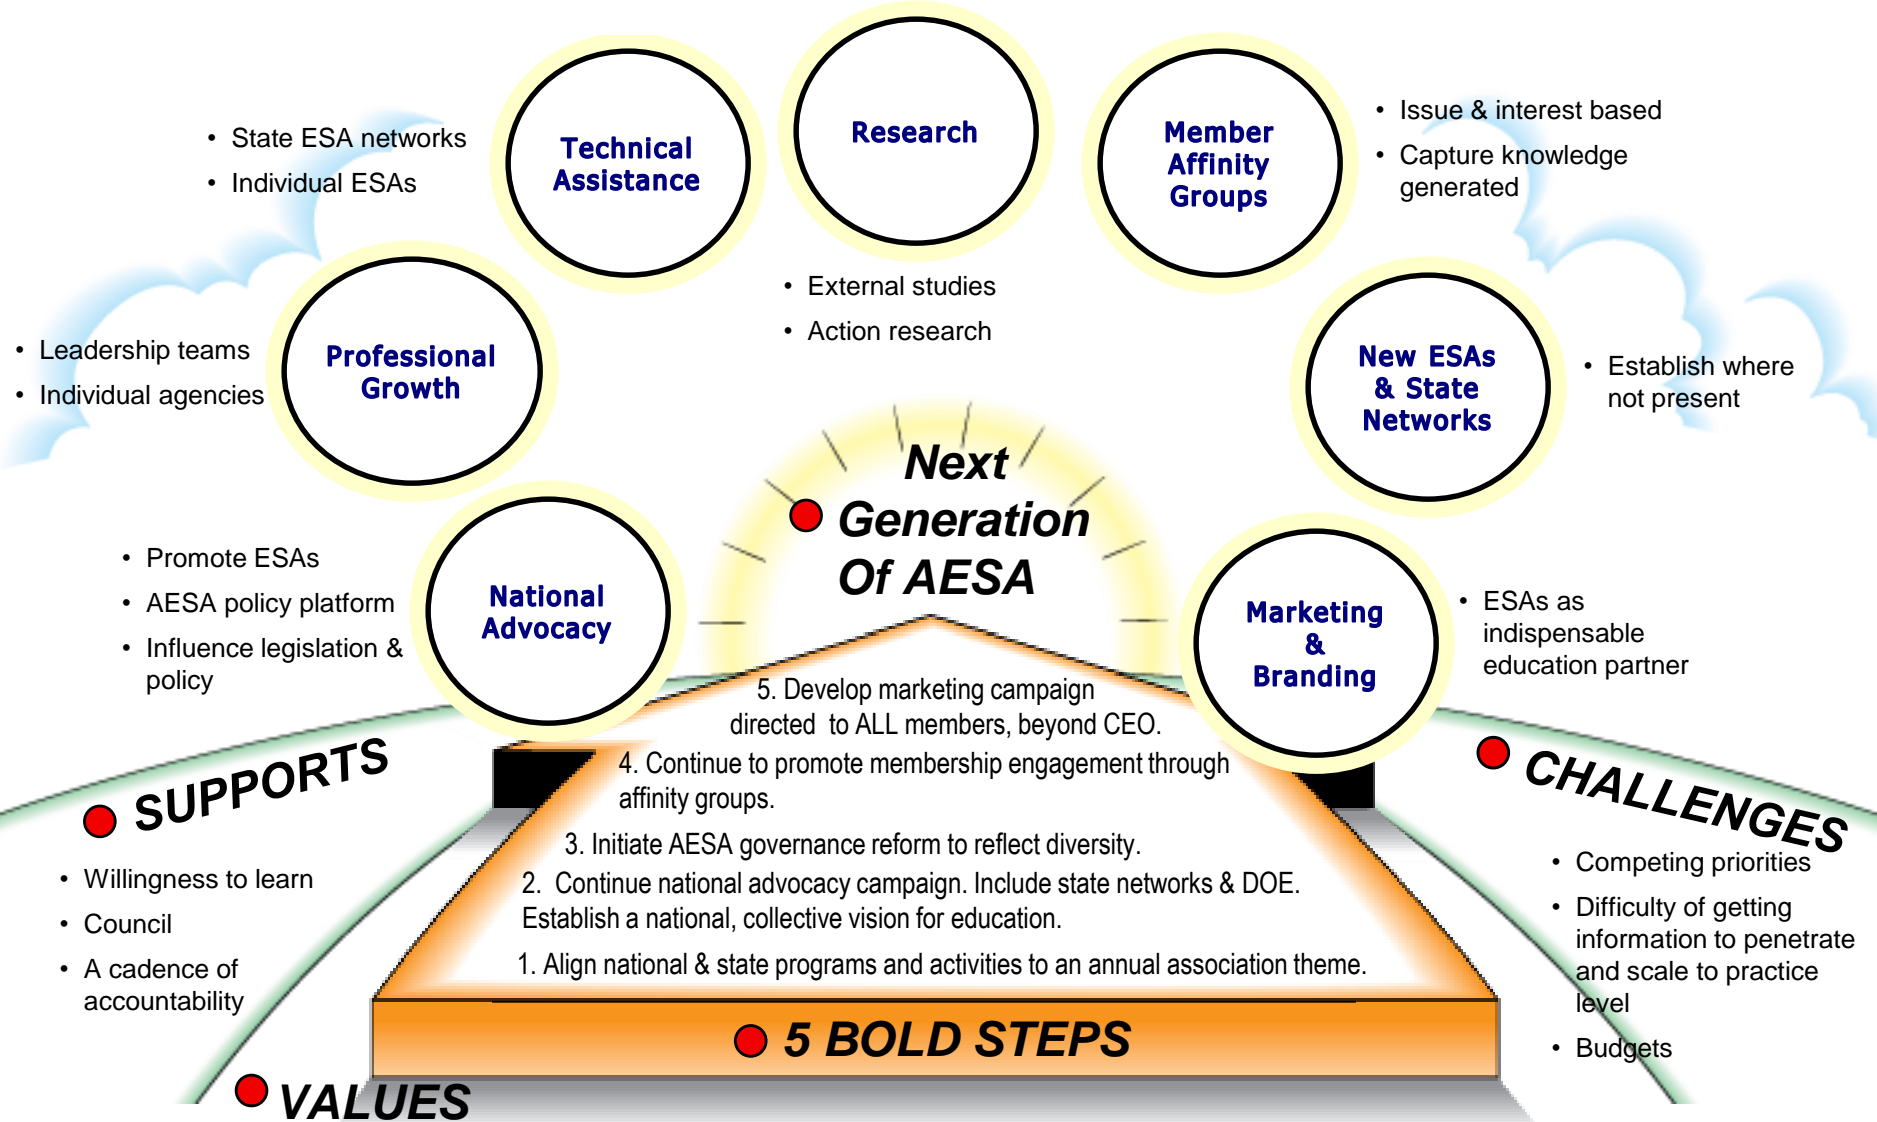 Research
Technical
Assistance
Member
Affinity
Groups
• State ESA networks
• Individual ESAs
• Issue & interest based
• Capture knowledge
generated
• External studies
• Action research
Professional
Growth
• Leadership teams
• Individual agencies
New ESAs
& State
Networks
• Establish where
not present
Next
Generation
Of AESA
National
Advocacy
• Promote ESAs
• AESA policy platform
• Influence legislation &
policy
Marketing
&
Branding
• ESAs as
indispensable
education partner
5. Develop marketing campaign
directed  to ALL members, beyond CEO.
4. Continue to promote membership engagement through
affinity groups.
3. Initiate AESA governance reform to reflect diversity.
2.  Continue national advocacy campaign. Include state networks & DOE.
Establish a national, collective vision for education.
1. Align national & state programs and activities to an annual association theme.
SUPPORTS
• Willingness to learn
• Council
• A cadence of
accountability
CHALLENGES
• Competing priorities
• Difficulty of getting
information to penetrate
and scale to practice
level
• Budgets
5 BOLD STEPS
VALUES